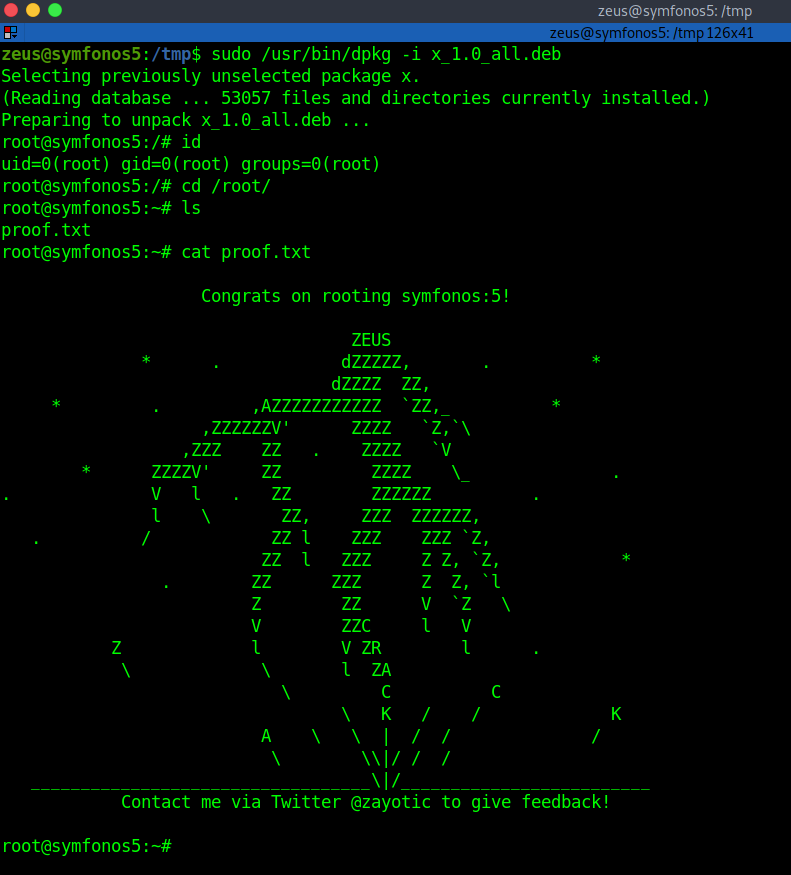 zeus@symfonos5: /tmp
zeus@symfonos5: /tmp 126x41
zeus@symfonos5:/tmp$ sudo /usr/bin/dpkg -i x_1.0_all.deb
Selecting previously unselected package x.
(Reading database ... 53057 files and directories currently installed.)
Preparing to unpack x_1.0_all.deb ...
root@symfonos5:/# id
uid=0(root) gid=0(root) groups=0(root)
root@symfonos5:/# cd /root/
root@symfonos5:~# ls
proof.txt
root@symfonos5:~# cat proof.txt

                    Congrats on rooting symfonos:5!

                                   ZEUS
              *      .            dZZZZZ,       .          *
                                 dZZZZ  ZZ,
     *         .         ,AZZZZZZZZZZZ  `ZZ,_          *
                    ,ZZZZZZV'      ZZZZ   `Z,`\
                  ,ZZZ    ZZ   .    ZZZZ   `V
        *      ZZZZV'     ZZ         ZZZZ    \_              .
.              V   l   .   ZZ        ZZZZZZ          .
               l    \       ZZ,     ZZZ  ZZZZZZ,
   .          /            ZZ l    ZZZ    ZZZ `Z,
                          ZZ  l   ZZZ     Z Z, `Z,            *
                .        ZZ      ZZZ      Z  Z, `l
                         Z        ZZ      V  `Z   \
                         V        ZZC     l   V
           Z             l        V ZR        l      .
            \             \       l  ZA
                            \         C          C
                                  \   K   /    /             K
                          A    \   \  |  /  /              /
                           \        \\|/ /  /
   __________________________________\|/_________________________
            Contact me via Twitter @zayotic to give feedback!

root@symfonos5:~#